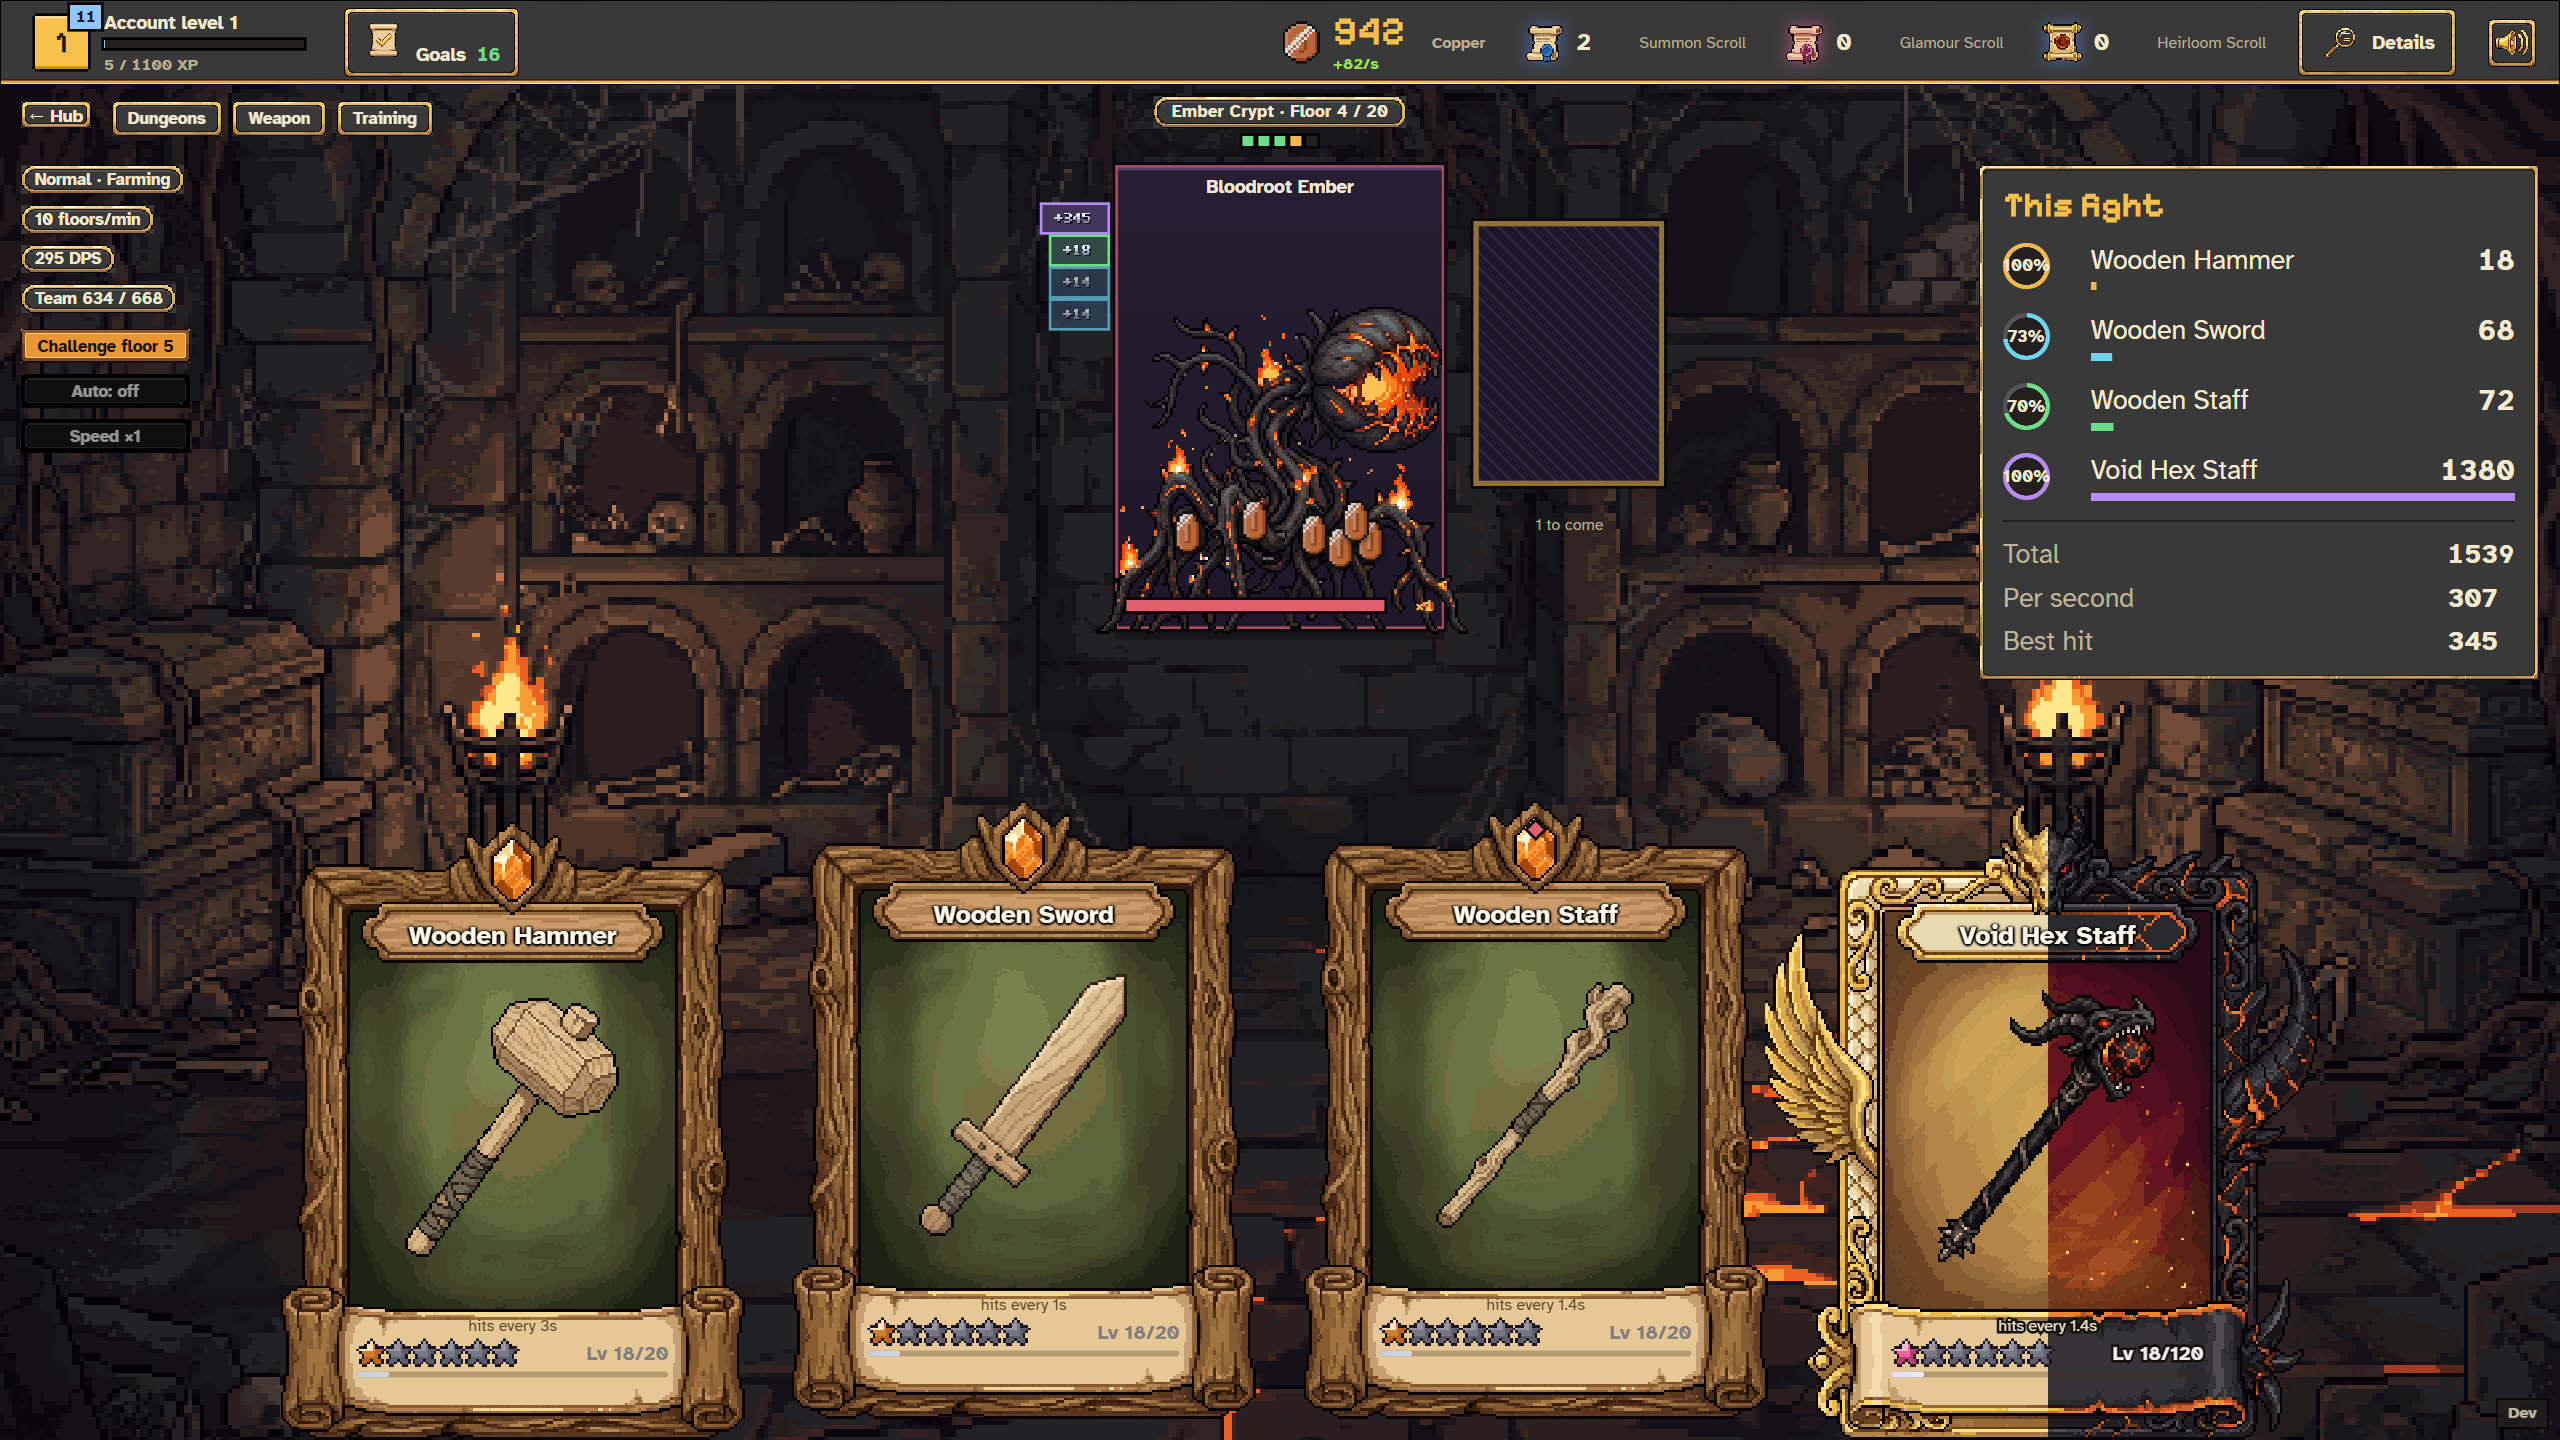 11
1
Account level 1
5 / 1100 XP
Goals 16
942
+82/s
Copper
2
Summon Scroll
0
Glamour Scroll
0
Heirloom Scroll
Details
← Hub
Dungeons
Weapon
Training
Ember Crypt · Floor 4 / 20
Normal · Farming
10 floors/min
295 DPS
Team 634 / 668
Challenge floor 5
Auto: off
Speed ×1
Bloodroot Ember
+345
+18
+14
+14
1 to come
This fight
100% Wooden Hammer 18
73% Wooden Sword 68
70% Wooden Staff 72
100% Void Hex Staff 1380
Total 1539
Per second 307
Best hit 345
Wooden Hammer
hits every 3s
Lv 18/20
Wooden Sword
hits every 1s
Lv 18/20
Wooden Staff
hits every 1.4s
Lv 18/20
Void Hex Staff
hits every 1.4s
Lv 18/120
Dev